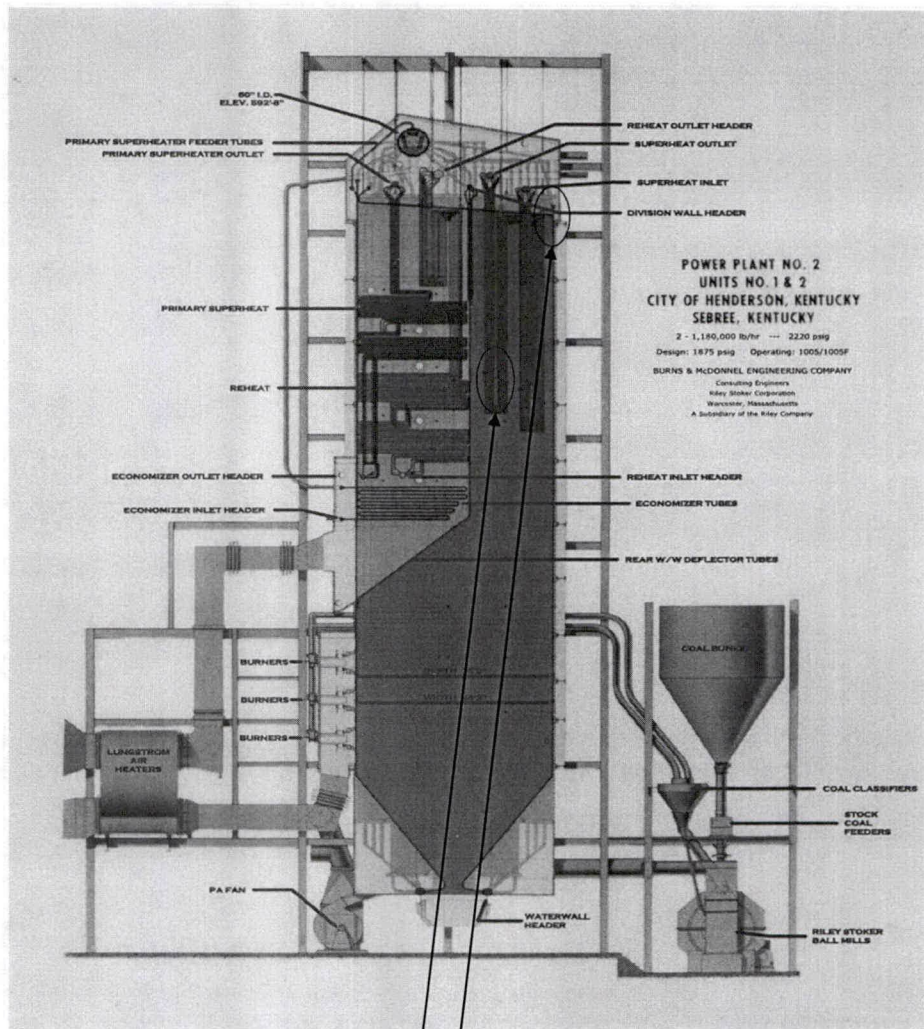 60" I.D.
ELEV. 592'-8"
PRIMARY SUPERHEATER FEEDER TUBES
PRIMARY SUPERHEATER OUTLET
REHEAT OUTLET HEADER
SUPERHEAT OUTLET
SUPERHEAT INLET
DIVISION WALL HEADER
POWER PLANT NO. 2
UNITS NO. 1 & 2
CITY OF HENDERSON, KENTUCKY
SEBREE, KENTUCKY
2 - 1,180,000 lb/hr --- 2220 psig
Design: 1875 psig Operating: 1005/1005F
BURNS & McDONNEL ENGINEERING COMPANY
Consulting Engineers
Riley Stoker Corporation
Worcester, Massachusetts
A Subsidiary of the Riley Company
PRIMARY SUPERHEAT
REHEAT
ECONOMIZER OUTLET HEADER
REHEAT INLET HEADER
ECONOMIZER TUBES
ECONOMIZER INLET HEADER
REAR W/W DEFLECTOR TUBES
COAL BUNKER
BURNERS
BURNERS
BURNERS
LUNGSTROM
AIR
HEATERS
COAL CLASSIFIERS
STOCK
COAL
FEEDERS
PA FAN
WATERWALL
HEADER
RILEY STOKER
BALL MILLS